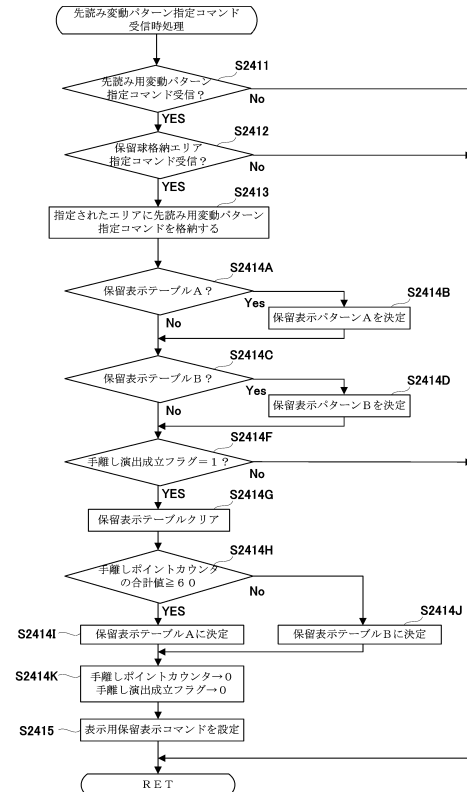 先読み変動パターン指定コマンド
受信時処理
S2411
先読み用変動パターン
指定コマンド受信？
No
YES
S2412
保留球格納エリア
指定コマンド受信？
No
YES
S2413
指定されたエリアに先読み用変動パターン
指定コマンドを格納する
S2414A
保留表示テーブルA？
Yes
S2414B
No
保留表示パターンAを決定
S2414C
保留表示テーブルB？
Yes
S2414D
No
保留表示パターンBを決定
S2414F
手離し演出成立フラグ＝1？
No
YES
S2414G
保留表示テーブルクリア
S2414H
手離しポイントカウンタ
の合計値≧60
No
YES
S2414J
S2414I
保留表示テーブルAに決定
保留表示テーブルBに決定
S2414K
手離しポイントカウンタ→0
手離し演出成立フラグ→0
S2415
表示用保留表示コマンドを設定
RET